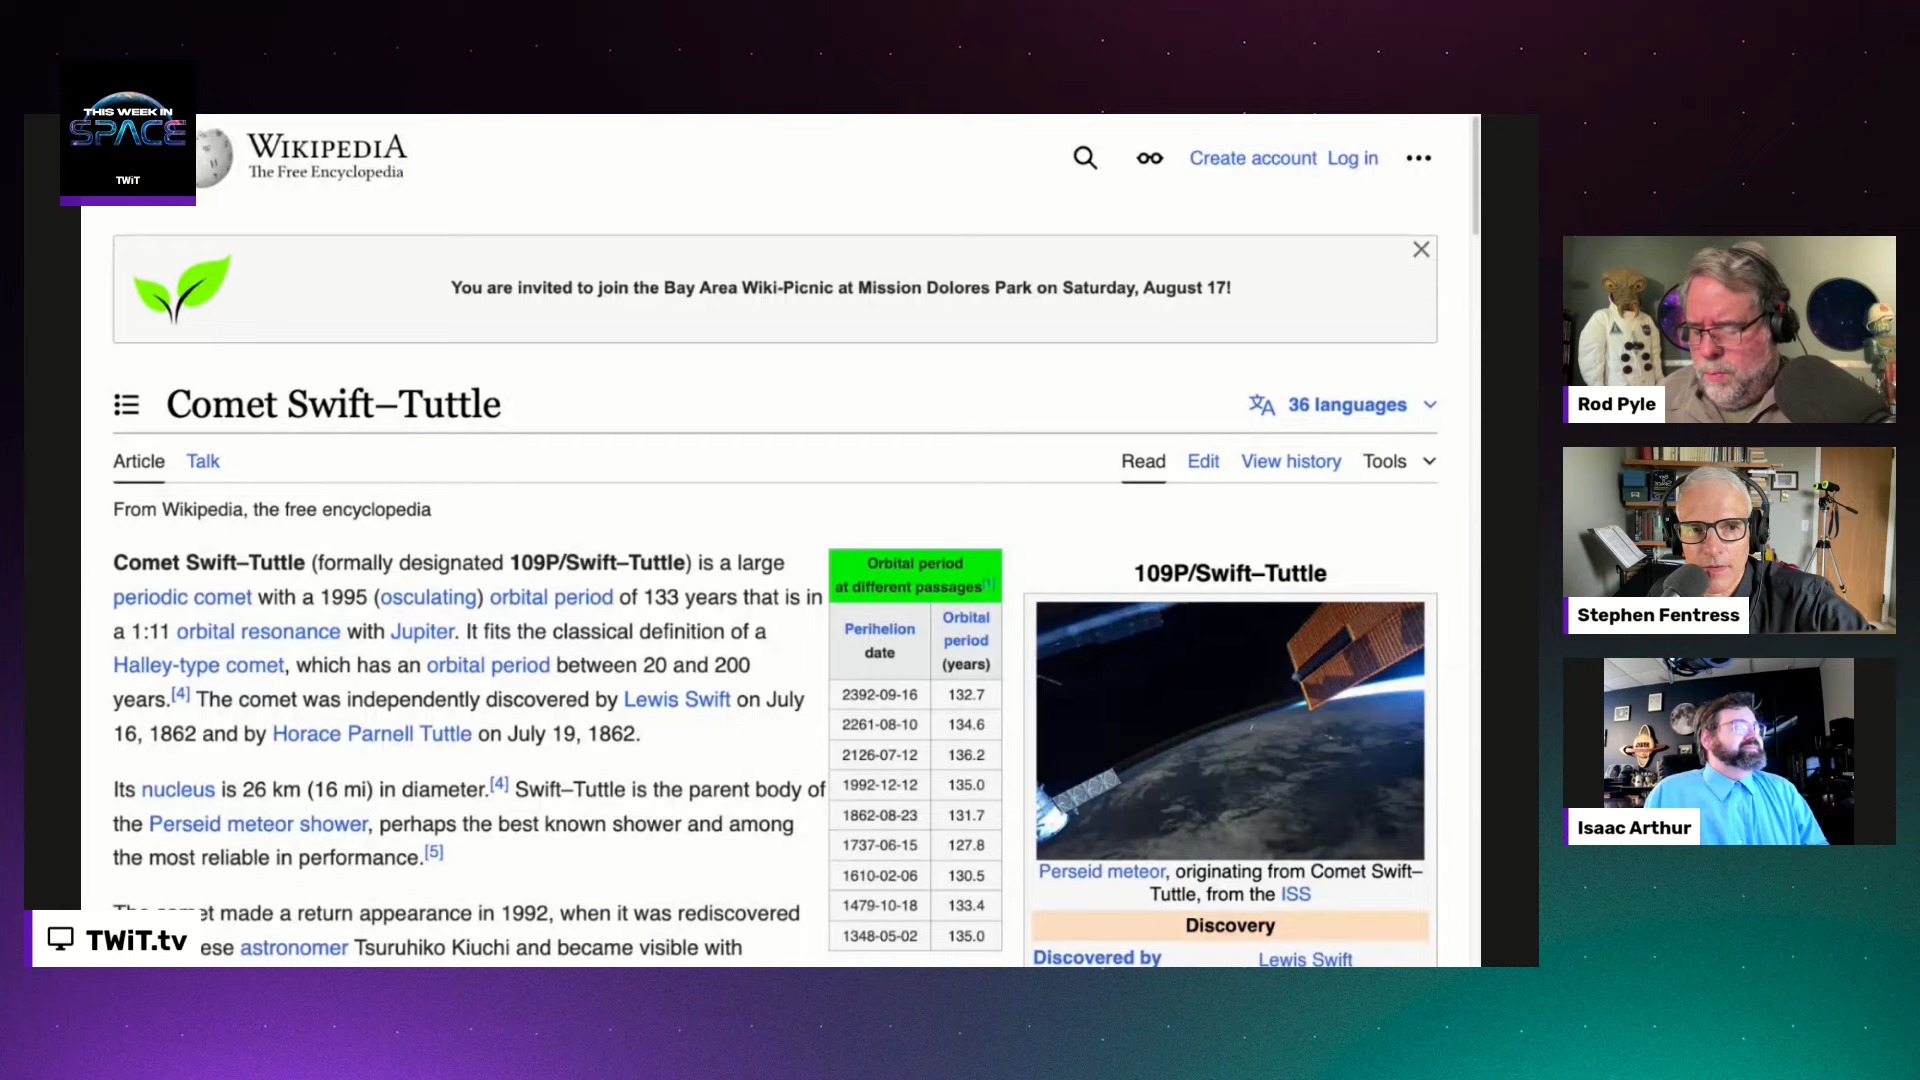 THIS WEEK IN
SPACE
TWiT
WIKIPEDIA
The Free Encyclopedia
Create account Log in
You are invited to join the Bay Area Wiki-Picnic at Mission Dolores Park on Saturday, August 17!
Comet Swift–Tuttle
36 languages
Article Talk
Read Edit View history Tools
From Wikipedia, the free encyclopedia
Comet Swift–Tuttle (formally designated 109P/Swift–Tuttle) is a large
periodic comet with a 1995 (osculating) orbital period of 133 years that is in
a 1:11 orbital resonance with Jupiter. It fits the classical definition of a
Halley-type comet, which has an orbital period between 20 and 200
years.[4] The comet was independently discovered by Lewis Swift on July
16, 1862 and by Horace Parnell Tuttle on July 19, 1862.
Its nucleus is 26 km (16 mi) in diameter.[4] Swift–Tuttle is the parent body of
the Perseid meteor shower, perhaps the best known shower and among
the most reliable in performance.[5]
made a return appearance in 1992, when it was rediscovered
astronomer Tsuruhiko Kiuchi and became visible with
Orbital period
at different passages[1]
Perihelion
date
Orbital
period
(years)
2392-09-16 132.7
2261-08-10 134.6
2126-07-12 136.2
1992-12-12 135.0
1862-08-23 131.7
1737-06-15 127.8
1610-02-06 130.5
1479-10-18 133.4
1348-05-02 135.0
109P/Swift–Tuttle
Perseid meteor, originating from Comet Swift–
Tuttle, from the ISS
Discovery
Discovered by Lewis Swift
TWiT.tv
Rod Pyle
Stephen Fentress
Isaac Arthur